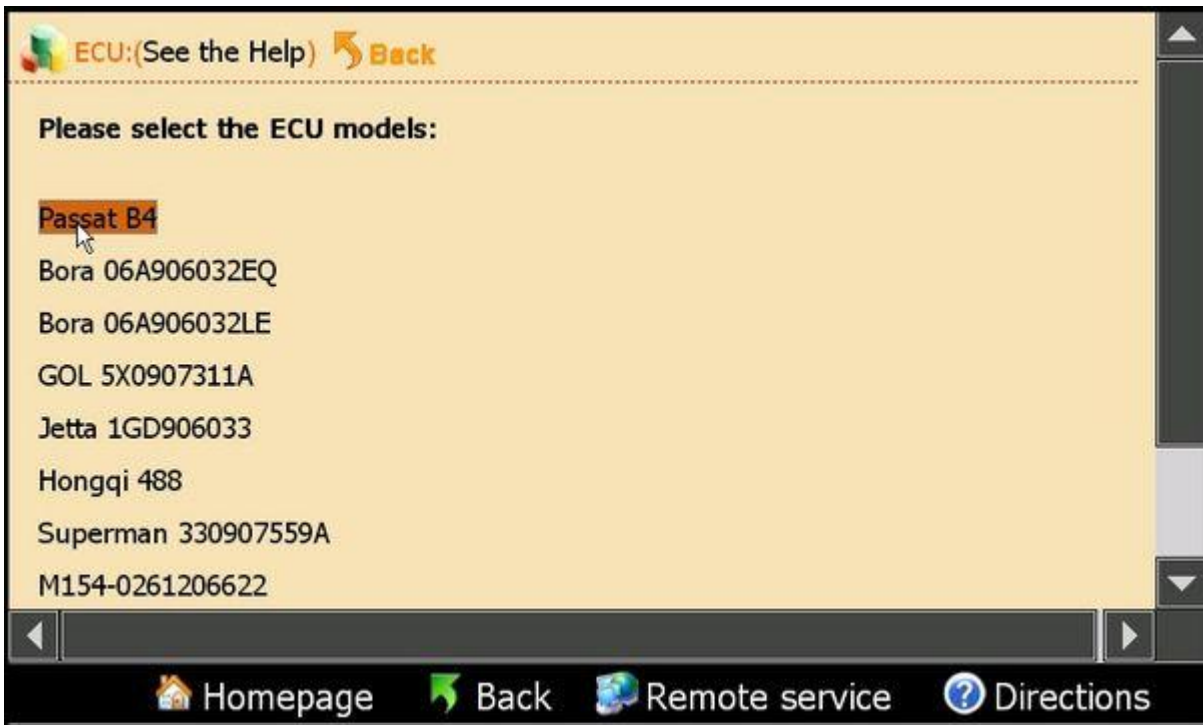 ECU:(See the Help) Back
Please select the ECU models:
Passat B4
Bora 06A906032EQ
Bora 06A906032LE
GOL 5X0907311A
Jetta 1GD906033
Hongqi 488
Superman 330907559A
M154-0261206622
Homepage Back Remote service Directions